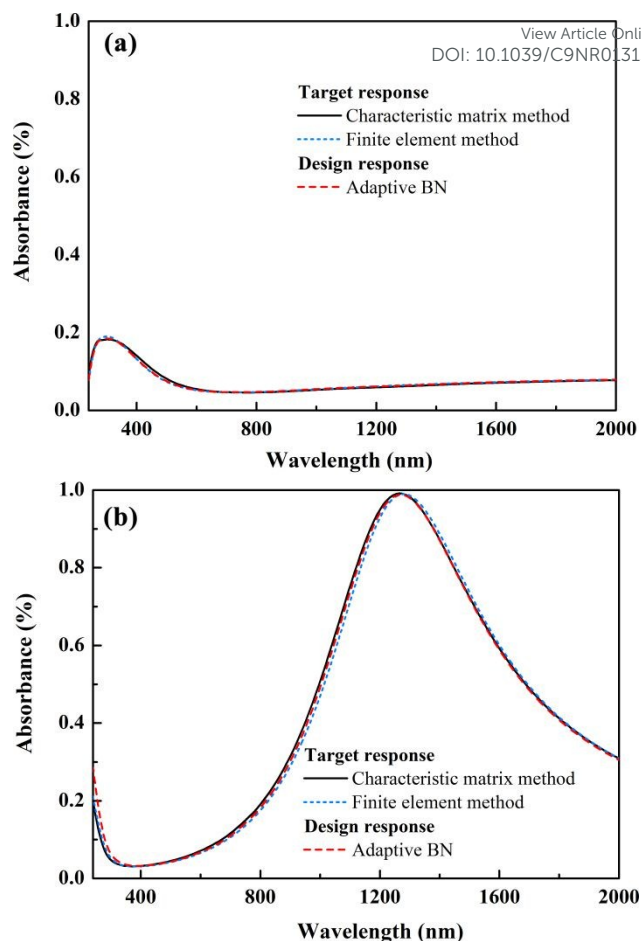 View Article Onli
DOI: 10.1039/C9NR0131
(a)
Target response
Characteristic matrix method
Finite element method
Design response
Adaptive BN
Absorbance (%)
1.0
0.8
0.6
0.4
0.2
0.0
400 800 1200 1600 2000
Wavelength (nm)
(b)
Target response
Characteristic matrix method
Finite element method
Design response
Adaptive BN
Absorbance (%)
1.0
0.8
0.6
0.4
0.2
0.0
400 800 1200 1600 2000
Wavelength (nm)